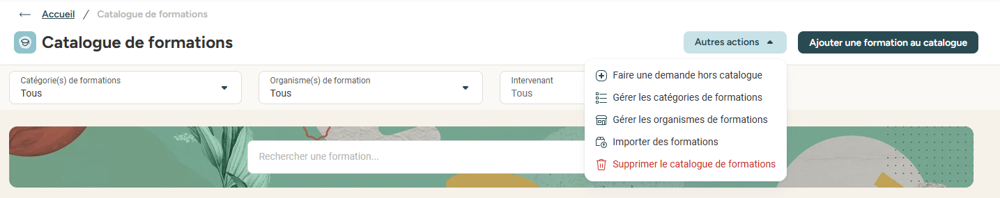 Accueil / Catalogue de formations
Catalogue de formations
Autres actions
Ajouter une formation au catalogue
Catégorie(s) de formations
Tous
Organisme(s) de formation
Tous
Intervenant
Tous
Faire une demande hors catalogue
Gérer les catégories de formations
Gérer les organismes de formations
Importer des formations
Supprimer le catalogue de formations
Rechercher une formation...